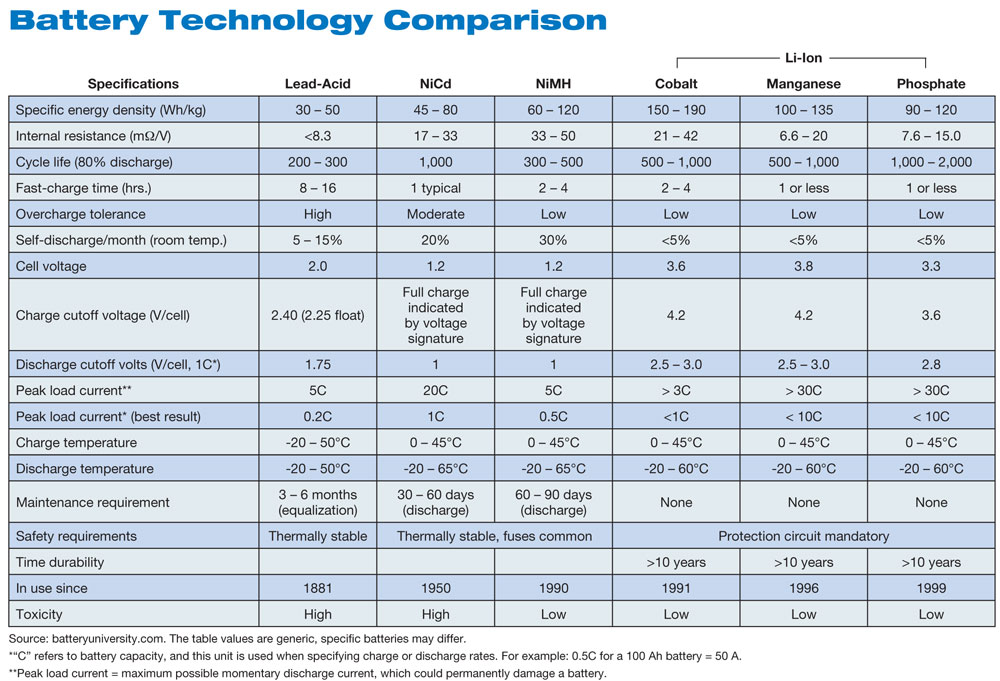 Battery Technology Comparison
Li-Ion
Specifications Lead-Acid NiCd NiMH Cobalt Manganese Phosphate
Specific energy density (Wh/kg) 30 – 50 45 – 80 60 – 120 150 – 190 100 – 135 90 – 120
Internal resistance (mΩ/V) <8.3 17 – 33 33 – 50 21 – 42 6.6 – 20 7.6 – 15.0
Cycle life (80% discharge) 200 – 300 1,000 300 – 500 500 – 1,000 500 – 1,000 1,000 – 2,000
Fast-charge time (hrs.) 8 – 16 1 typical 2 – 4 2 – 4 1 or less 1 or less
Overcharge tolerance High Moderate Low Low Low Low
Self-discharge/month (room temp.) 5 – 15% 20% 30% <5% <5% <5%
Cell voltage 2.0 1.2 1.2 3.6 3.8 3.3
Charge cutoff voltage (V/cell) 2.40 (2.25 float) Full charge indicated by voltage signature Full charge indicated by voltage signature 4.2 4.2 3.6
Discharge cutoff volts (V/cell, 1C*) 1.75 1 1 2.5 – 3.0 2.5 – 3.0 2.8
Peak load current** 5C 20C 5C > 3C > 30C > 30C
Peak load current* (best result) 0.2C 1C 0.5C <1C < 10C < 10C
Charge temperature -20 – 50°C 0 – 45°C 0 – 45°C 0 – 45°C 0 – 45°C 0 – 45°C
Discharge temperature -20 – 50°C -20 – 65°C -20 – 65°C -20 – 60°C -20 – 60°C -20 – 60°C
Maintenance requirement 3 – 6 months (equalization) 30 – 60 days (discharge) 60 – 90 days (discharge) None None None
Safety requirements Thermally stable Thermally stable, fuses common Protection circuit mandatory
Time durability >10 years >10 years >10 years
In use since 1881 1950 1990 1991 1996 1999
Toxicity High High Low Low Low Low
Source: batteryuniversity.com. The table values are generic, specific batteries may differ.
*“C” refers to battery capacity, and this unit is used when specifying charge or discharge rates. For example: 0.5C for a 100 Ah battery = 50 A.
**Peak load current = maximum possible momentary discharge current, which could permanently damage a battery.